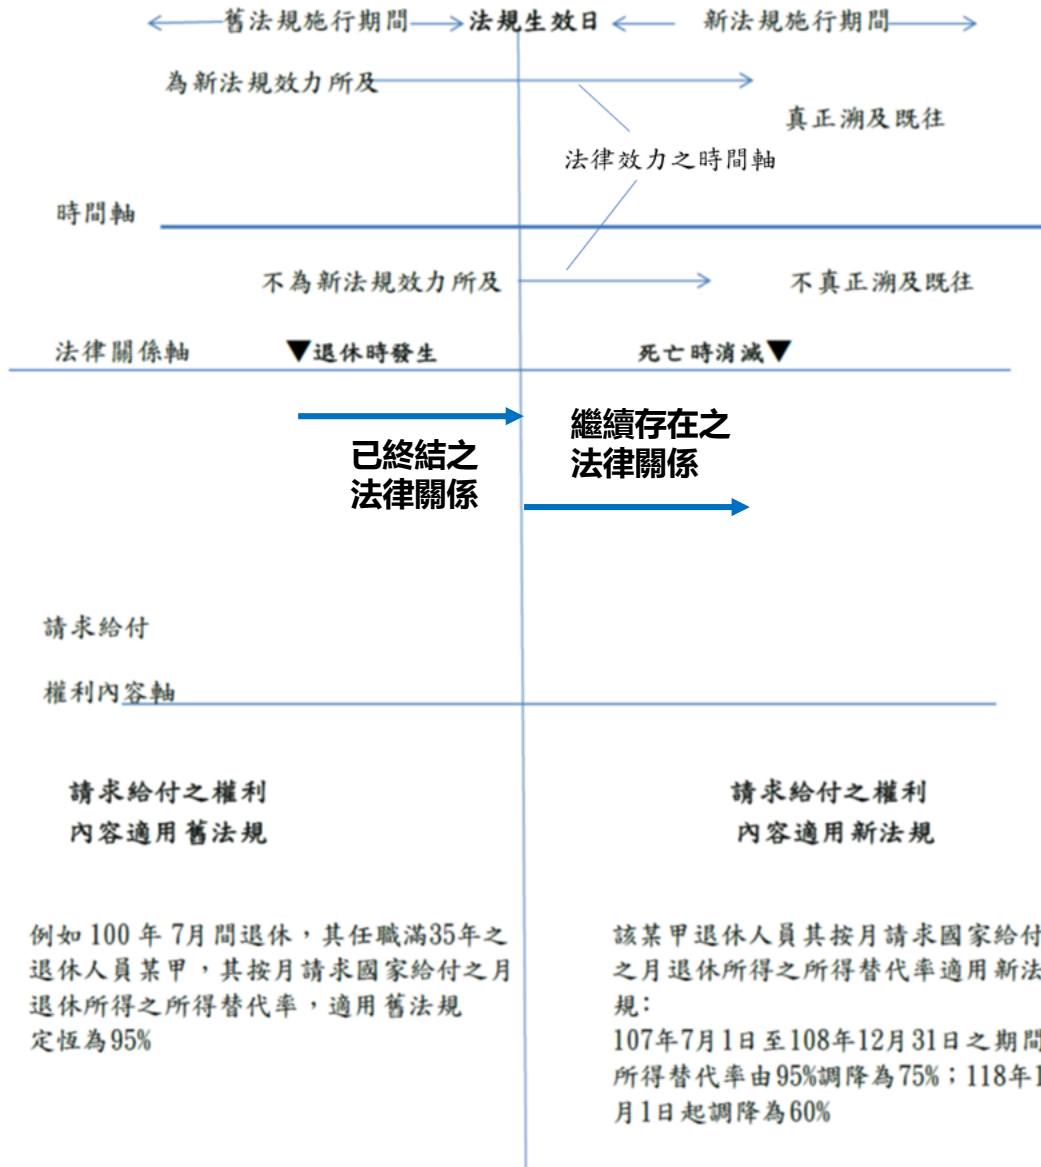 舊法規施行期間 法規生效日 新法規施行期間
為新法規效力所及
真正溯及既往
法律效力之時間軸
時間軸
不為新法規效力所及 不真正溯及既往
法律關係軸 ▼退休時發生 死亡時消滅▼
已終結之
法律關係
繼續存在之
法律關係
請求給付
權利內容軸
請求給付之權利
內容適用舊法規
請求給付之權利
內容適用新法規
例如 100 年 7月間退休,其任職滿35年之
退休人員某甲,其按月請求國家給付之月
退休所得之所得替代率,適用舊法規
定恆為95%
該某甲退休人員其按月請求國家給付
之月退休所得之所得替代率適用新法
規:
107年7月1日至108年12月31日之期間
所得替代率由95%調降為75%;118年1
月1日起調降為60%